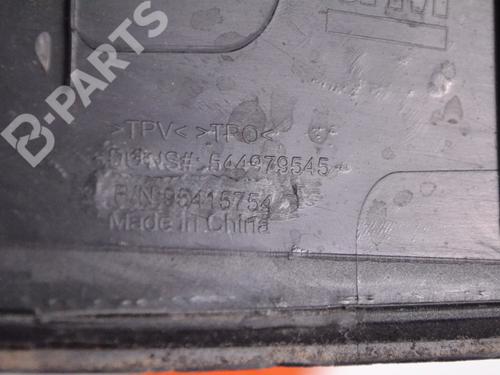 B-PARTS
>TPV< >TPO<
DUNS#: 544979545
P/N:95415754
Made in China